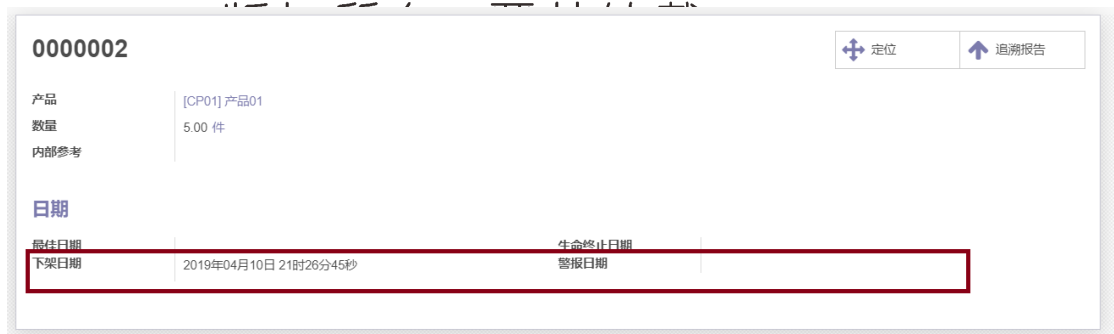 0000002
定位
追溯报告
产品 [CP01] 产品01
数量 5.00 件
内部参考
日期
最佳日期 生命终止日期
下架日期 2019年04月10日 21时26分45秒 警报日期